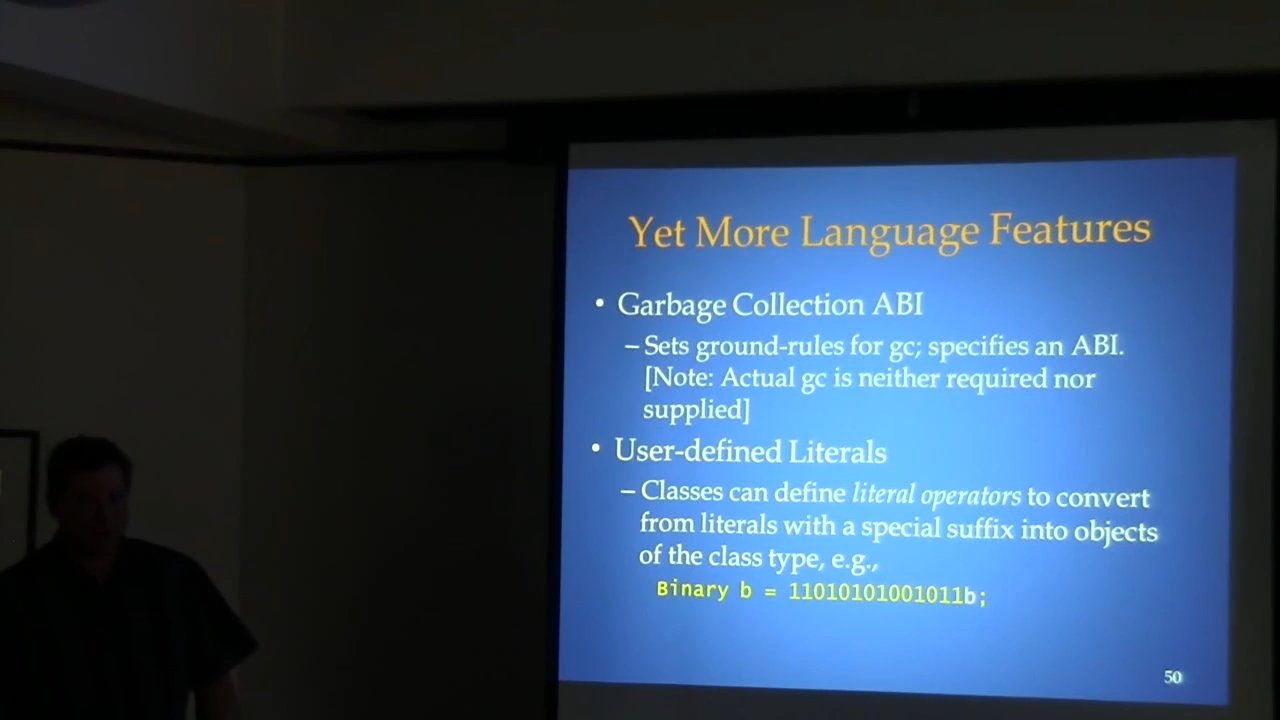 Yet More Language Features
• Garbage Collection ABI
– Sets ground-rules for gc; specifies an ABI.
[Note: Actual gc is neither required nor
supplied]
• User-defined Literals
– Classes can define literal operators to convert
from literals with a special suffix into objects
of the class type, e.g.,
Binary b = 11010101001011b;
50